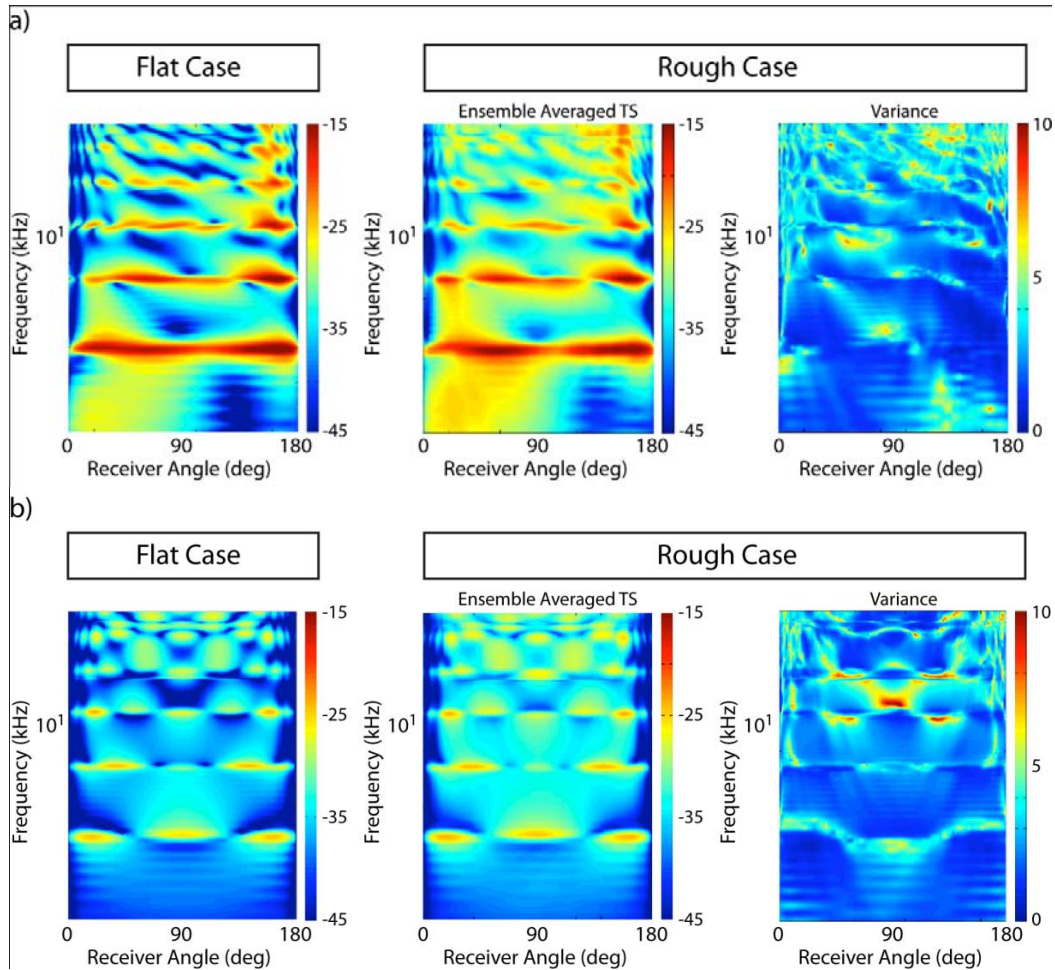 a)
Flat Case
Rough Case
Ensemble Averaged TS
Variance
Frequency (kHz)
10¹
-15
-25
-35
-45
0
90
180
Receiver Angle (deg)
Frequency (kHz)
10¹
-15
-25
-35
-45
0
90
180
Receiver Angle (deg)
Frequency (kHz)
10¹
10
5
0
0
90
180
Receiver Angle (deg)
b)
Flat Case
Rough Case
Ensemble Averaged TS
Variance
Frequency (kHz)
10¹
-15
-25
-35
-45
0
90
180
Receiver Angle (deg)
Frequency (kHz)
10¹
-15
-25
-35
-45
0
90
180
Receiver Angle (deg)
Frequency (kHz)
10¹
10
5
0
0
90
180
Receiver Angle (deg)